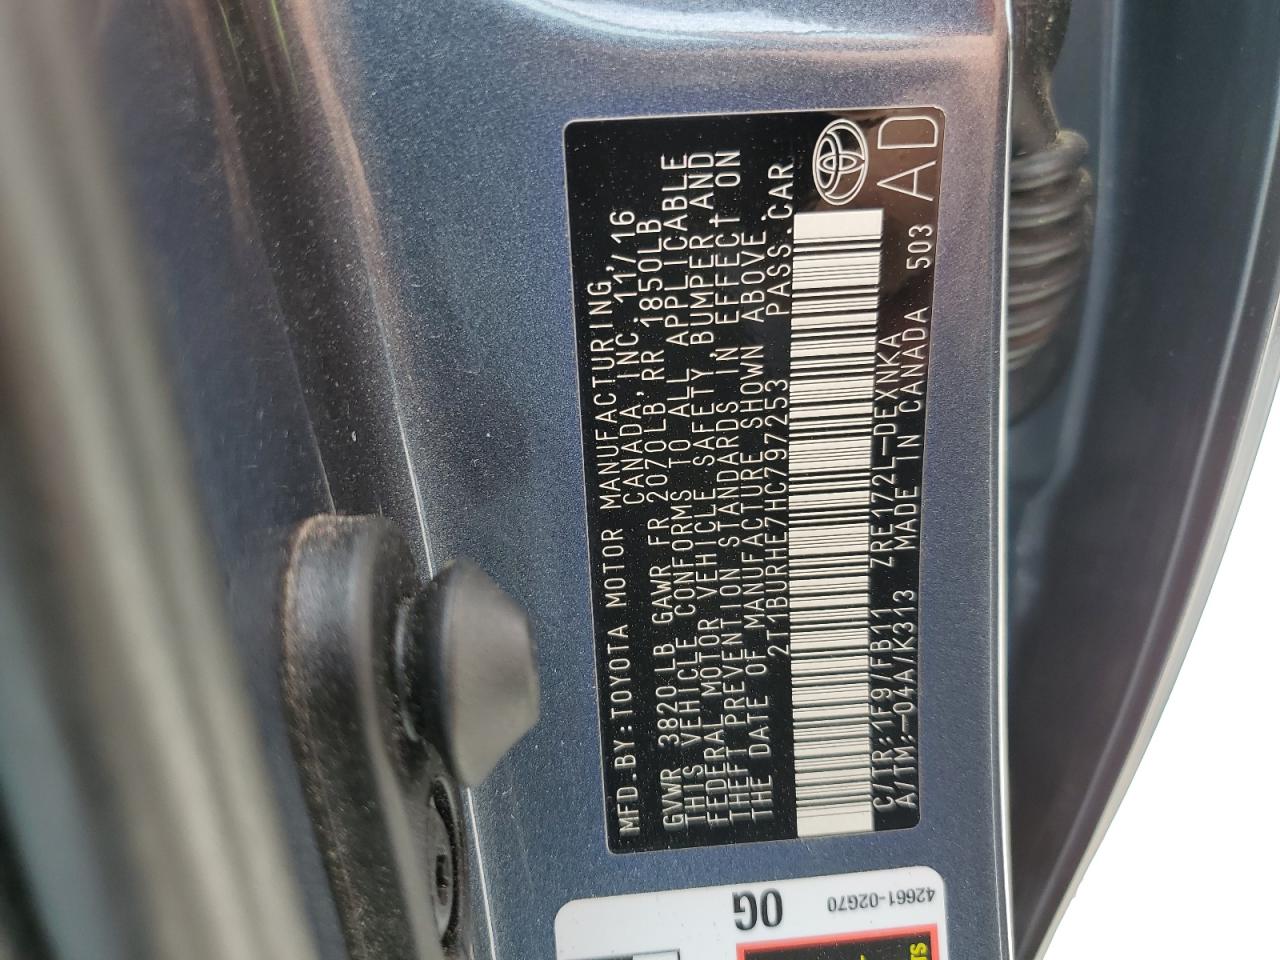 MFD.BY:TOYOTA MOTOR MANUFACTURING,
CANADA, INC. 11/16
GVWR 3820LB GAWR FR 2070LB, RR 1850LB
THIS VEHICLE CONFORMS TO ALL APPLICABLE
FEDERAL MOTOR VEHICLE SAFETY, BUMPER, AND
THEFT PREVENTION STANDARDS IN EFFECT ON
THE DATE OF MANUFACTURE SHOWN ABOVE.
2T1BURHE7HC797253 PASS.CAR
C/TR:1F9/FB11 ZRE172L-DEXNKA
A/TM:-04A/K313 MADE IN CANADA 503
AD
0G
42661-02G70